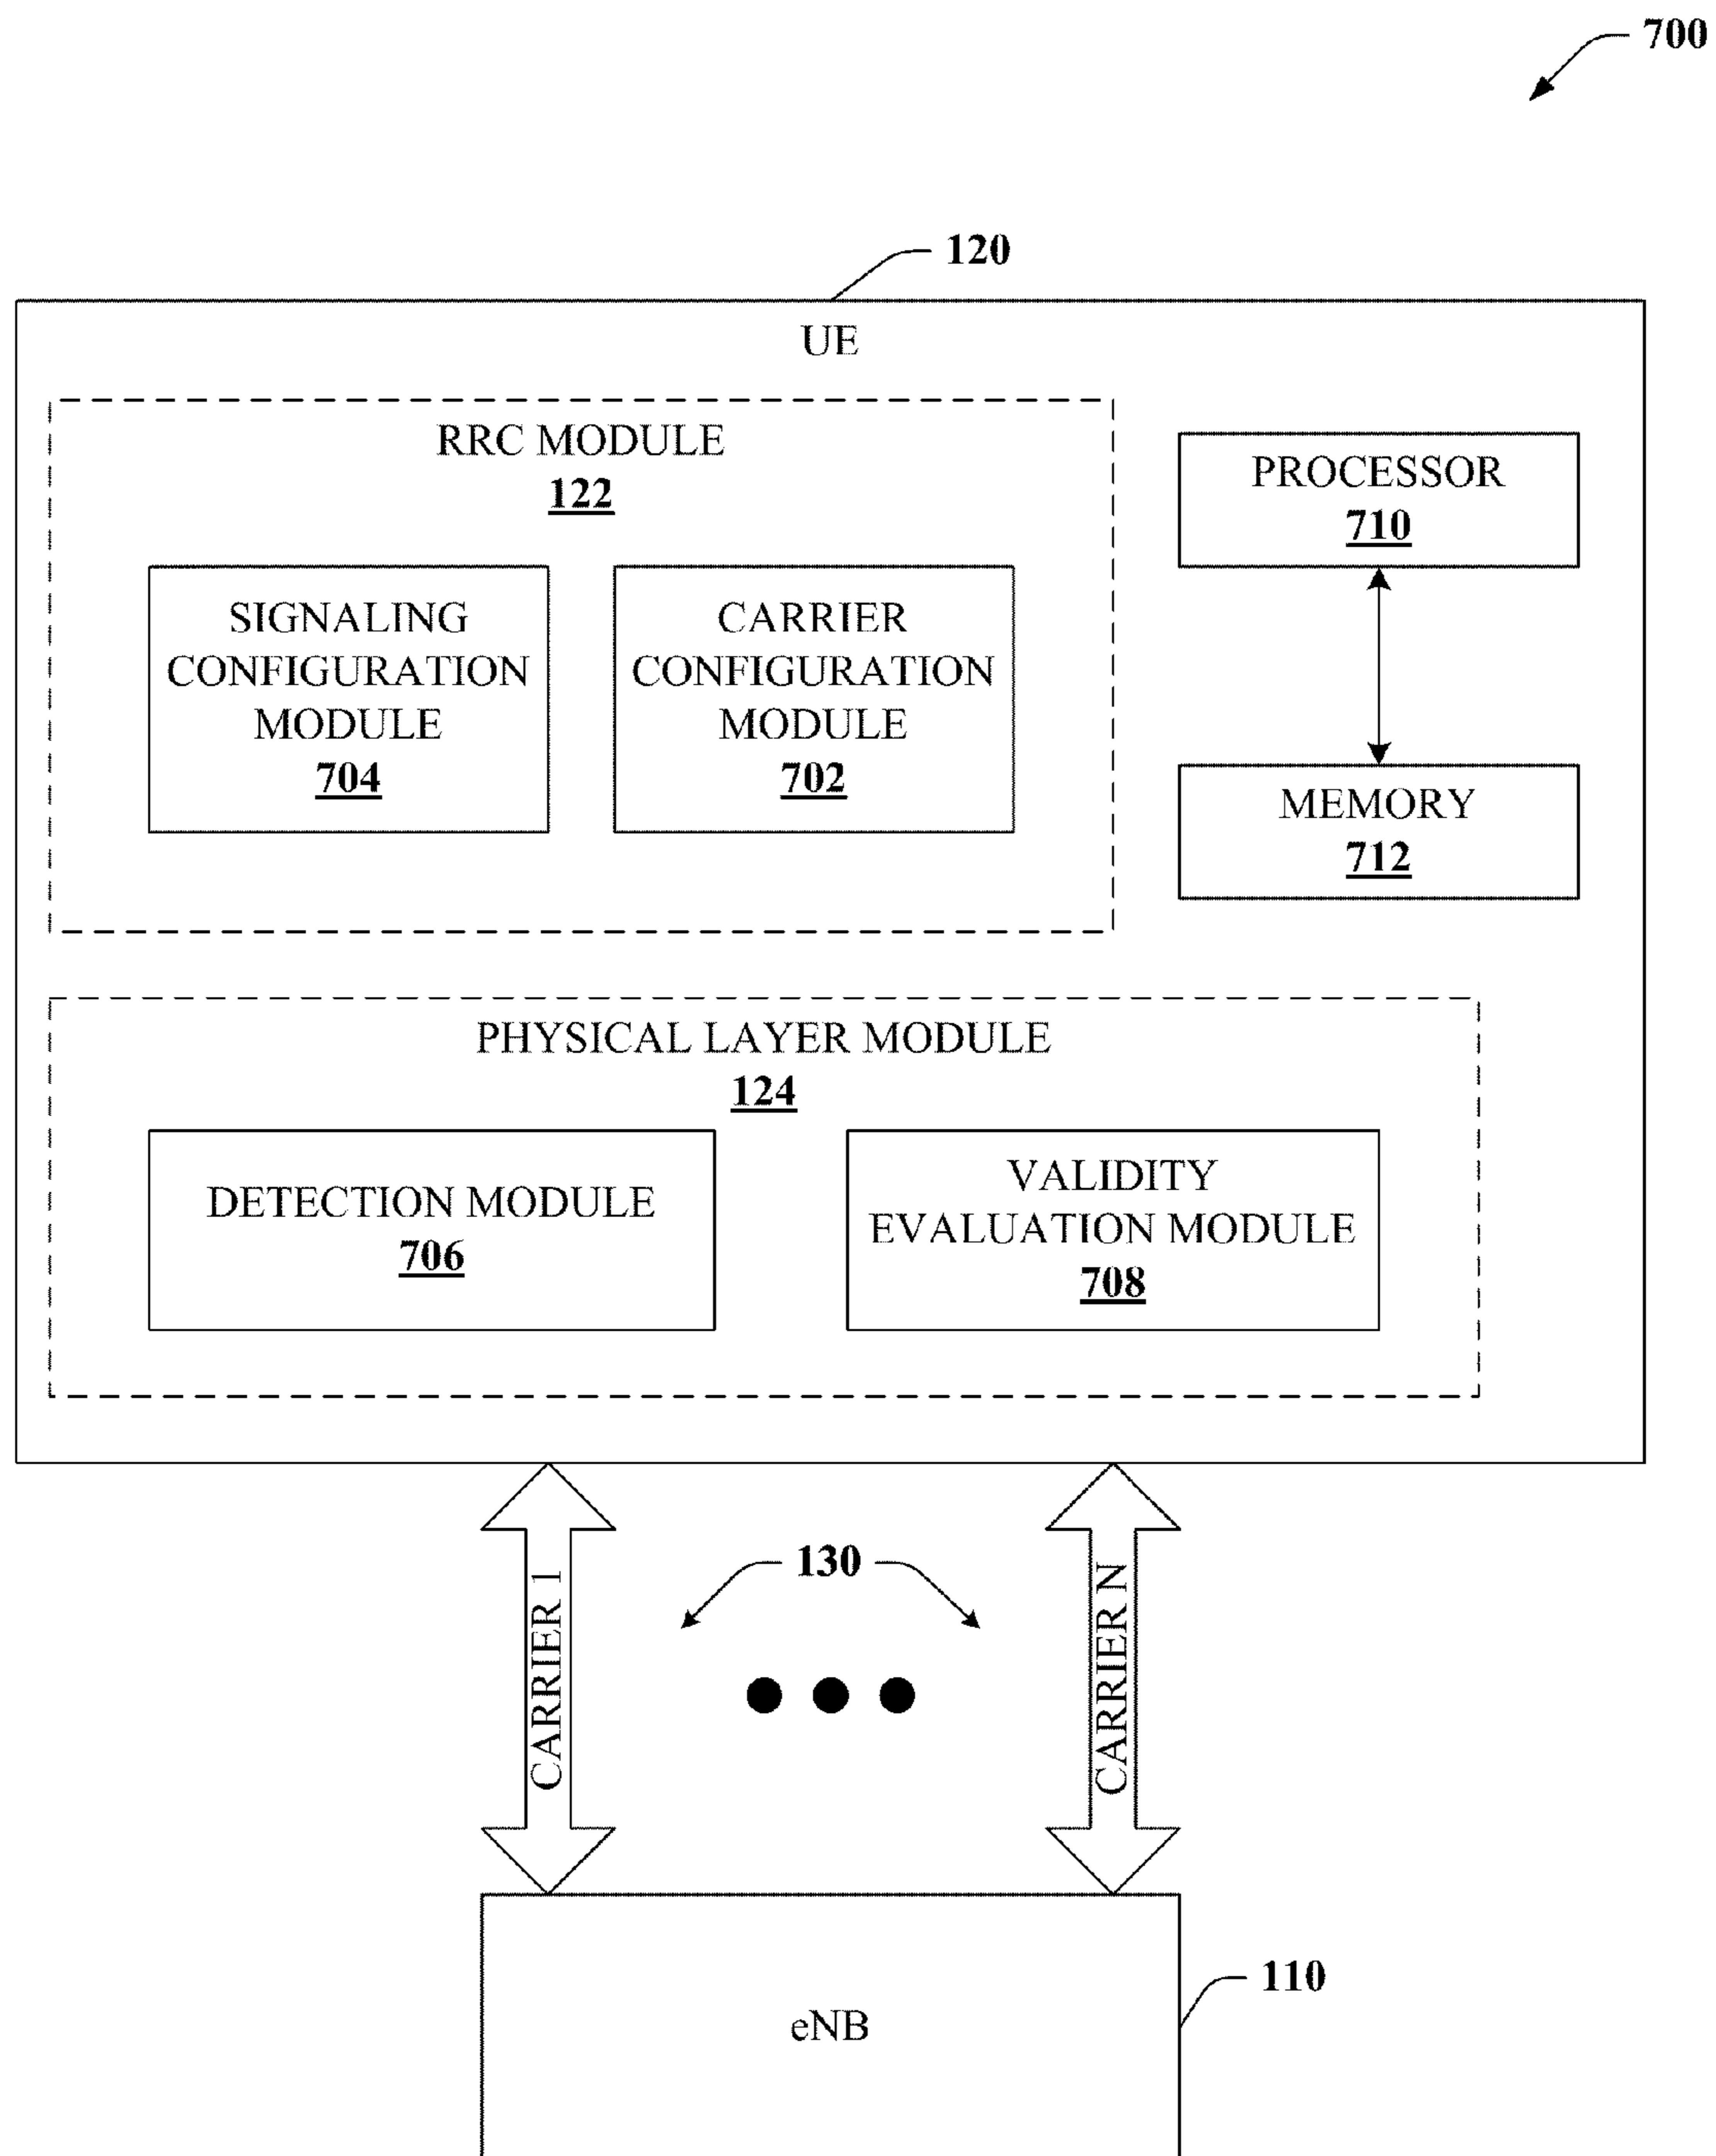 700
120
UE
RRC MODULE
122
SIGNALING
CONFIGURATION
MODULE
704
CARRIER
CONFIGURATION
MODULE
702
PROCESSOR
710
MEMORY
712
PHYSICAL LAYER MODULE
124
DETECTION MODULE
706
VALIDITY
EVALUATION MODULE
708
CARRIER 1
130
CARRIER N
110
eNB